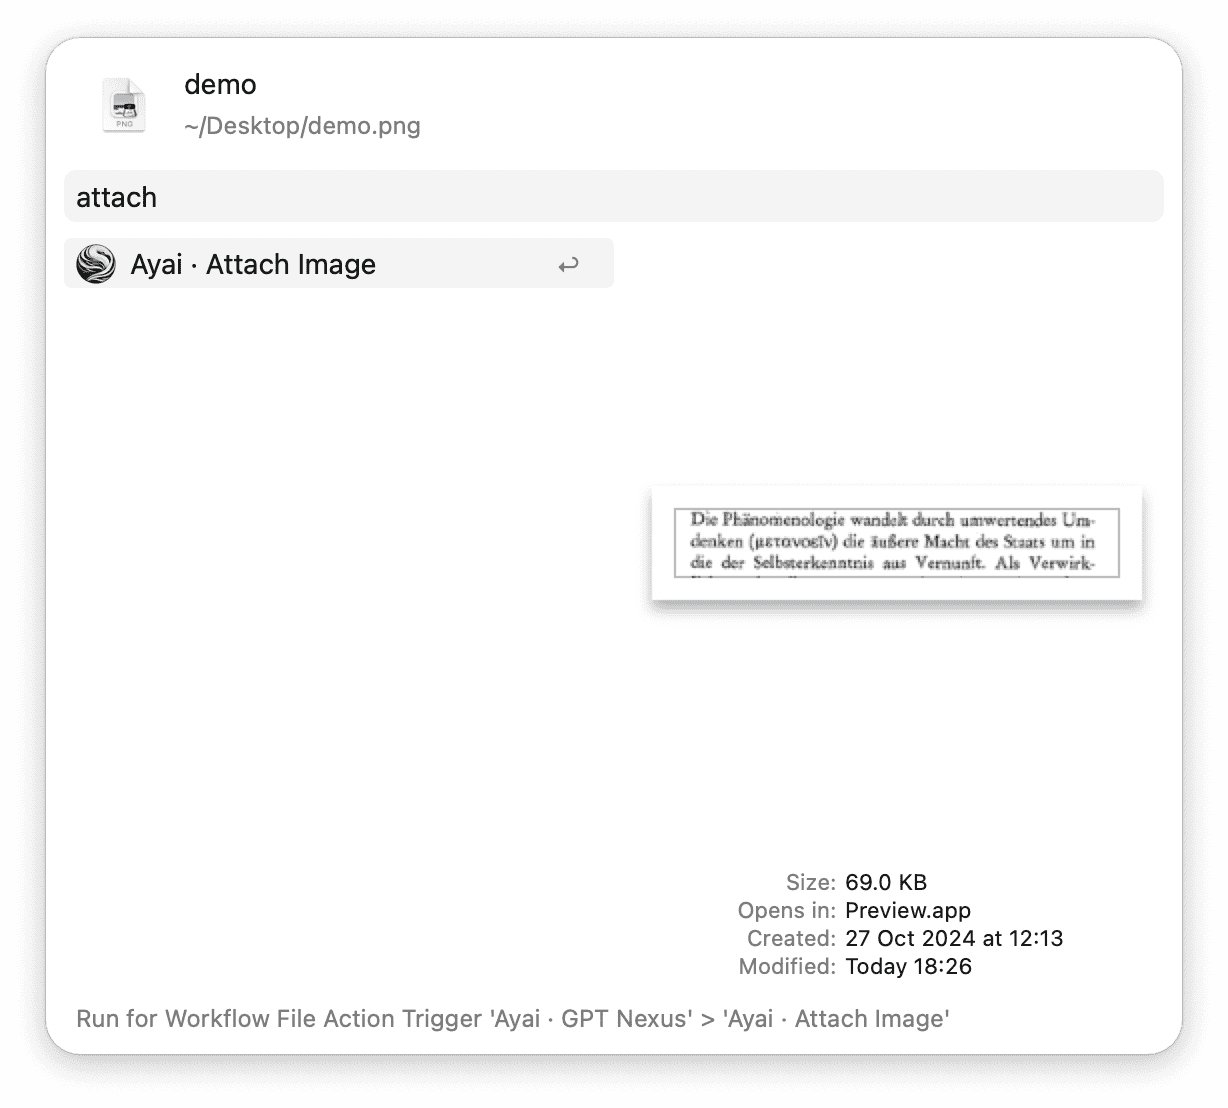 PNG
demo
~/Desktop/demo.png
attach
Ayai · Attach Image
Die Phänomenologie wandelt durch umwertendes Um-
denken (μετανοεῖν) die äußere Macht des Staats um in
die der Selbsterkenntnis aus Vernunft. Als Verwirk-
Size: 69.0 KB
Opens in: Preview.app
Created: 27 Oct 2024 at 12:13
Modified: Today 18:26
Run for Workflow File Action Trigger 'Ayai · GPT Nexus' > 'Ayai · Attach Image'